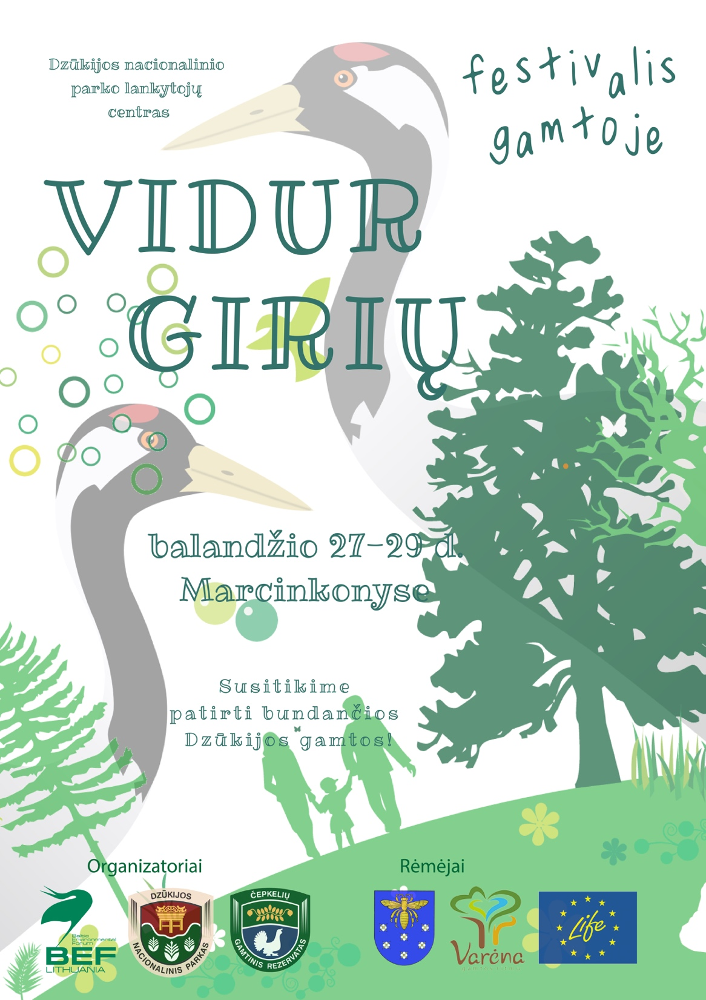 Dzūkijos nacionalinio
parko lankytojų
centras
festivalis
gamtoje
VIDUR
GIRIŲ
balandžio 27-29 d.
Marcinkonyse
Susitikime
patirti bundančios
Dzūkijos gamtos!
Organizatoriai
Rėmėjai
Baltic
Environmental
Forum
BEF
LITHUANIA
DZŪKIJOS
NACIONALINIS PARKAS
ČEPKELIŲ
GAMTINIS REZERVATAS
Varėna
Life